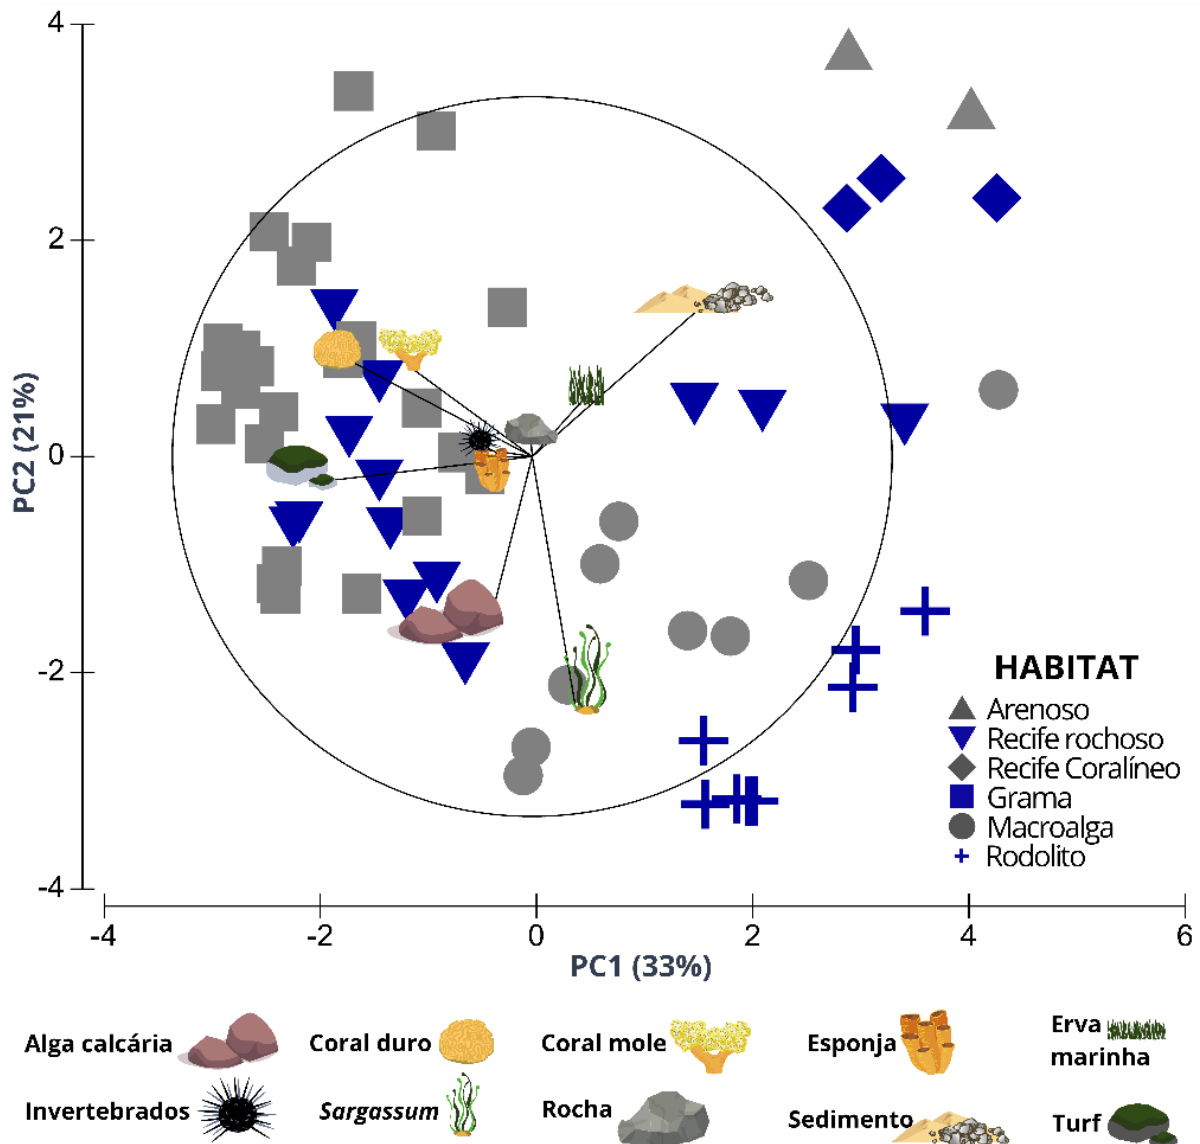 4
2
0
-2
-4
PC2 (21%)
-4
-2
0
2
4
6
PC1 (33%)
HABITAT
Arenoso
Recife rochoso
Recife Coralíneo
Grama
Macroalga
Rodolito
Alga calcária
Coral duro
Coral mole
Esponja
Erva
marinha
Invertebrados
Sargassum
Rocha
Sedimento
Turf